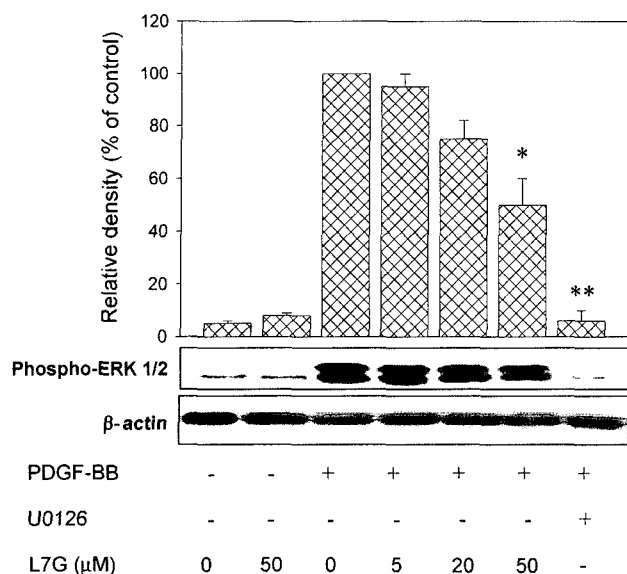 Relative density (% of control)
120
100
80
60
40
20
0
*
**
Phospho-ERK 1/2
β-actin
PDGF-BB - - + + + + +
U0126 - - - - - - +
L7G (μM) 0 50 0 5 20 50 -